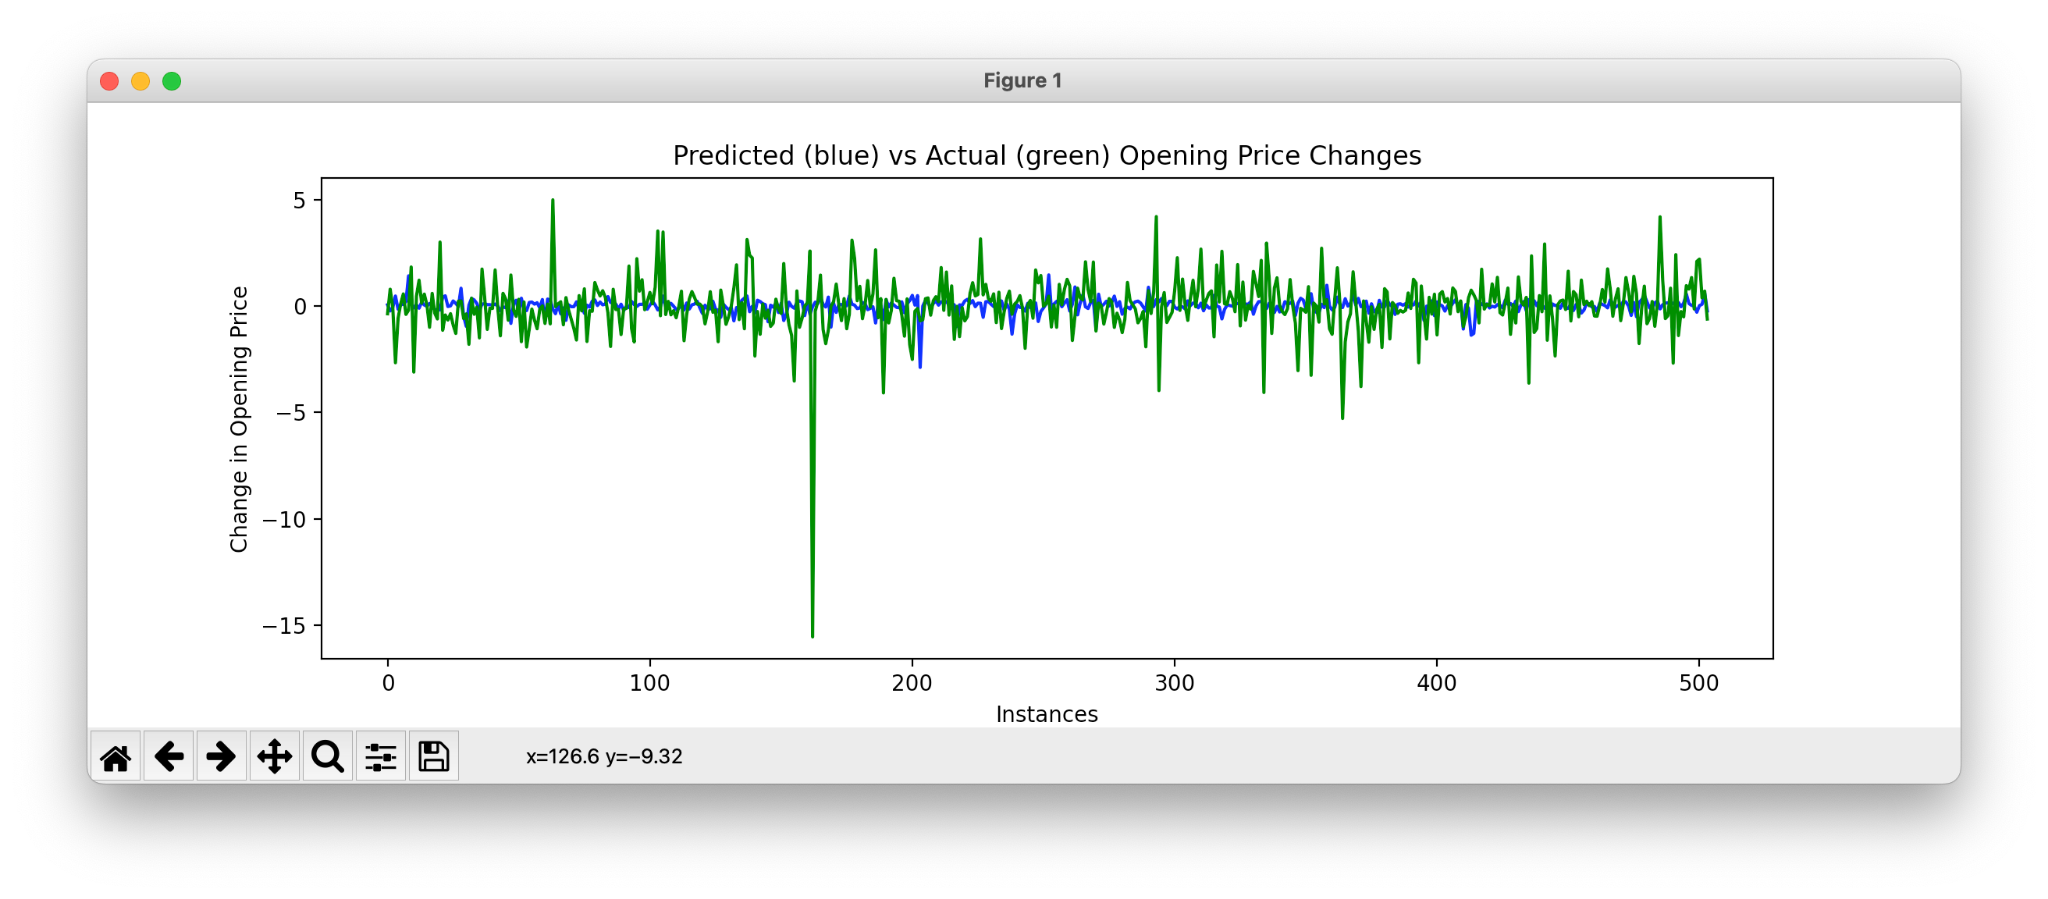 Figure 1
Predicted (blue) vs Actual (green) Opening Price Changes
Change in Opening Price
5
0
−5
−10
−15
0 100 200 300 400 500
Instances
x=126.6 y=−9.32